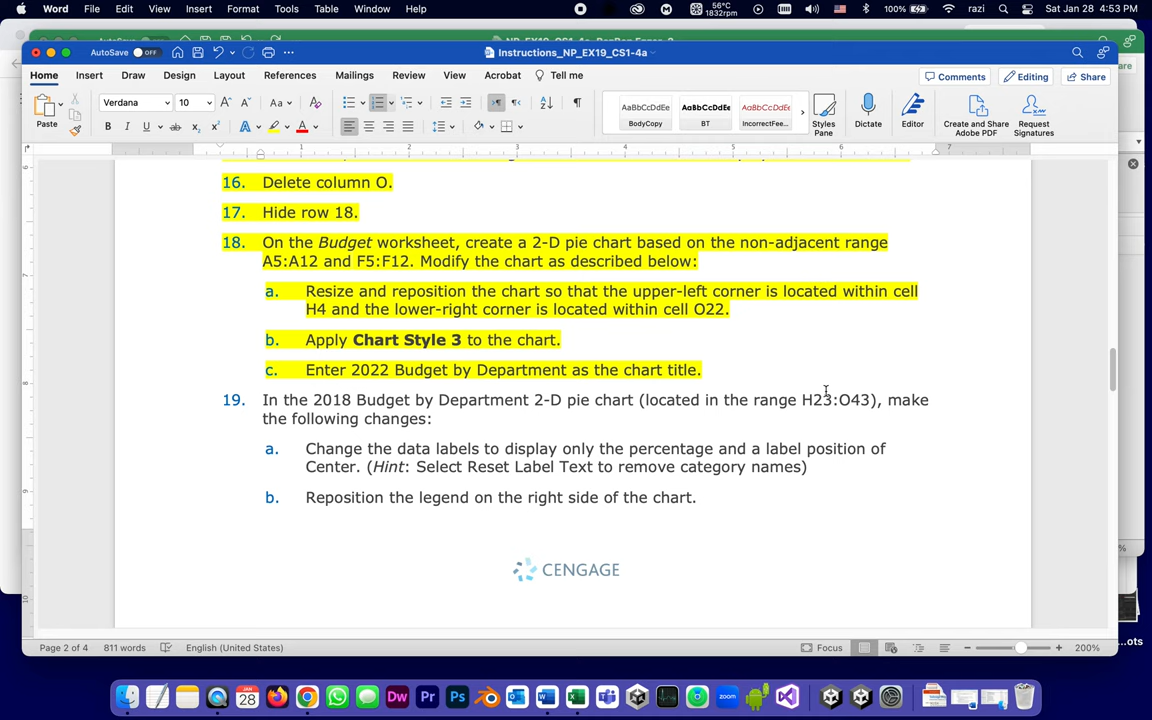 Word File Edit View Insert Format Tools Table Window Help 56°C 1832rpm 100% razi Sat Jan 28 4:53 PM
AutoSave OFF Instructions_NP_EX19_CS1-4a
Home Insert Draw Design Layout References Mailings Review View Acrobat Tell me Comments Editing Share
Paste Verdana 10 AaBbCcDdEe BodyCopy AaBbCcDdEe BT AaBbCcDdEe IncorrectFee... Styles Pane Dictate Editor Create and Share Adobe PDF Request Signatures
16. Delete column O.
17. Hide row 18.
18. On the Budget worksheet, create a 2-D pie chart based on the non-adjacent range
A5:A12 and F5:F12. Modify the chart as described below:
a. Resize and reposition the chart so that the upper-left corner is located within cell
H4 and the lower-right corner is located within cell O22.
b. Apply Chart Style 3 to the chart.
c. Enter 2022 Budget by Department as the chart title.
19. In the 2018 Budget by Department 2-D pie chart (located in the range H23:O43), make
the following changes:
a. Change the data labels to display only the percentage and a label position of
Center. (Hint: Select Reset Label Text to remove category names)
b. Reposition the legend on the right side of the chart.
CENGAGE
Page 2 of 4 811 words English (United States) Focus 200%